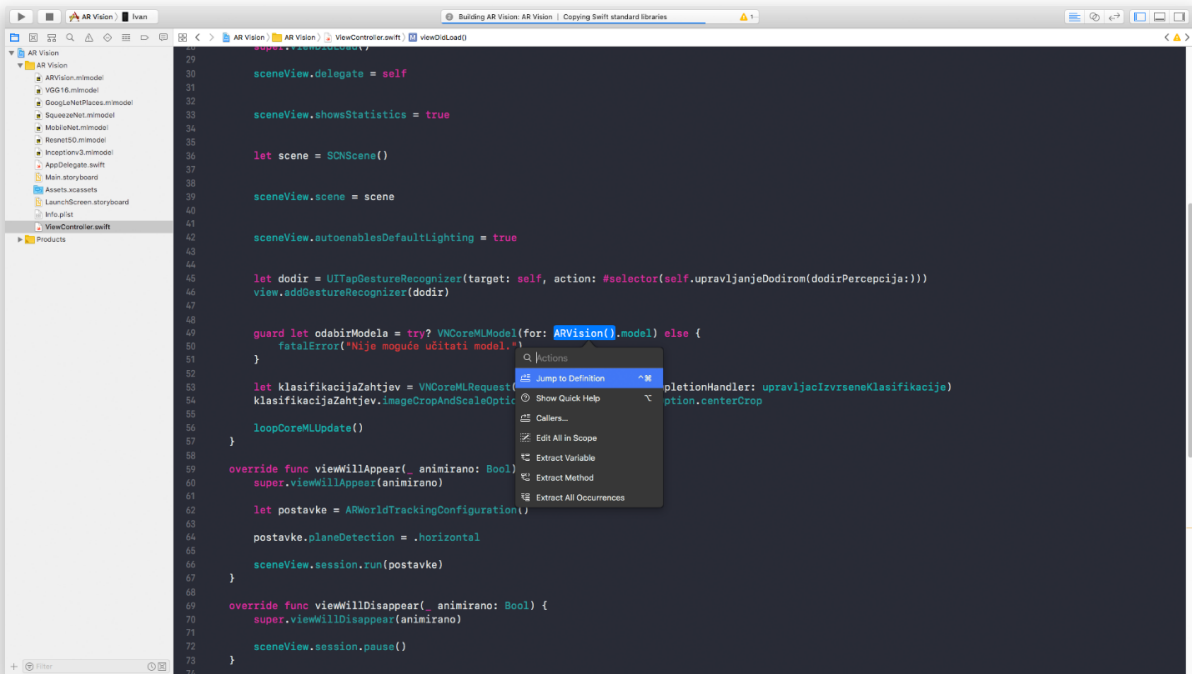 AR Vision Ivan
Building AR Vision: AR Vision | Copying Swift standard libraries
1
AR Vision AR Vision ViewController.swift viewDidLoad()
AR Vision
AR Vision
ARVision.mlmodel
VGG16.mlmodel
GoogLeNetPlaces.mlmodel
SqueezeNet.mlmodel
MobileNet.mlmodel
Resnet50.mlmodel
Inceptionv3.mlmodel
AppDelegate.swift
Main.storyboard
Assets.xcassets
LaunchScreen.storyboard
Info.plist
ViewController.swift
Products
Filter
28 super.viewDidLoad()
29
30 sceneView.delegate = self
31
32
33 sceneView.showsStatistics = true
34
35
36 let scene = SCNScene()
37
38
39 sceneView.scene = scene
40
41
42 sceneView.autoenablesDefaultLighting = true
43
44
45 let dodir = UITapGestureRecognizer(target: self, action: #selector(self.upravljanjeDodirom(dodirPercepcija:)))
46 view.addGestureRecognizer(dodir)
47
48
49 guard let odabirModela = try? VNCoreMLModel(for: ARVision().model) else {
50 fatalError("Nije moguće učitati model.")
51 }
52
53 let klasifikacijaZahtjev = VNCoreMLRequest( pletionHandler: upravljacIzvrseneKlasifikacije)
54 klasifikacijaZahtjev.imageCropAndScaleOptio ption.centerCrop
55
56 loopCoreMLUpdate()
57 }
58
59 override func viewWillAppear(_ animirano: Bool)
60 super.viewWillAppear(animirano)
61
62 let postavke = ARWorldTrackingConfiguration()
63
64 postavke.planeDetection = .horizontal
65
66 sceneView.session.run(postavke)
67 }
68
69 override func viewWillDisappear(_ animirano: Bool) {
70 super.viewWillDisappear(animirano)
71
72 sceneView.session.pause()
73 }
74
Actions
Jump to Definition ^⌘
Show Quick Help ⌥
Callers...
Edit All in Scope
Extract Variable
Extract Method
Extract All Occurrences